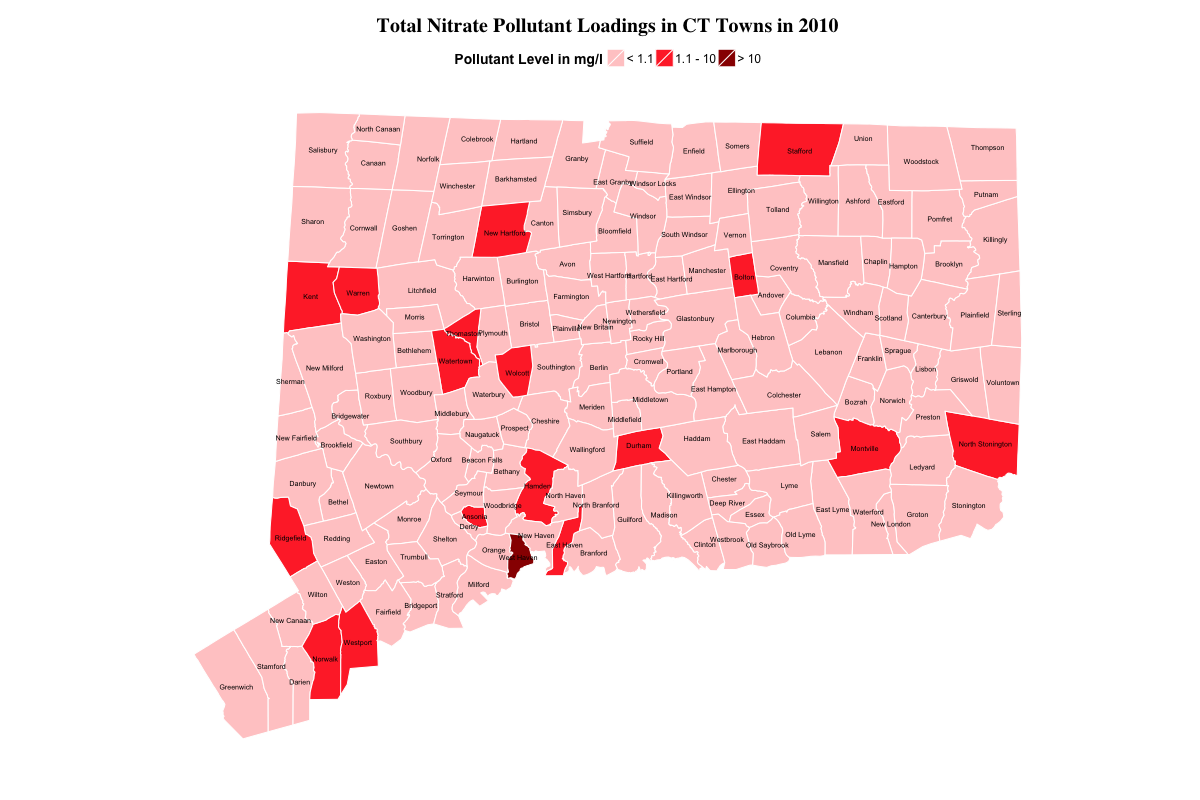 Total Nitrate Pollutant Loadings in CT Towns in 2010
Pollutant Level in mg/l < 1.1 1.1 - 10 > 10
North Canaan
Colebrook
Hartland
Suffield
Union
Salisbury
Canaan
Norfolk
Granby
Enfield
Somers
Stafford
Woodstock
Thompson
Winchester
Barkhamsted
East Granby
Windsor Locks
East Windsor
Ellington
Putnam
Sharon
Cornwall
Goshen
Torrington
New Hartford
Canton
Simsbury
Bloomfield
Windsor
South Windsor
Vernon
Tolland
Willington
Ashford
Eastford
Pomfret
Killingly
Kent
Warren
Litchfield
Harwinton
Burlington
Avon
West Hartford
Hartford
East Hartford
Manchester
Bolton
Coventry
Mansfield
Chaplin
Hampton
Brooklyn
Andover
Farmington
Morris
Washington
Bethlehem
Thomaston
Plymouth
Bristol
Plainville
New Britain
Newington
Wethersfield
Glastonbury
Rocky Hill
Columbia
Windham
Scotland
Canterbury
Plainfield
Sterling
Hebron
Marlborough
Lebanon
Franklin
Sprague
Lisbon
Griswold
Voluntown
New Milford
Sherman
Watertown
Wolcott
Southington
Berlin
Cromwell
Portland
Roxbury
Woodbury
Waterbury
East Hampton
Colchester
Bozrah
Norwich
Preston
Bridgewater
Middlebury
Meriden
Middletown
Middlefield
New Fairfield
Brookfield
Southbury
Naugatuck
Prospect
Cheshire
Wallingford
Durham
Haddam
East Haddam
Salem
Montville
Ledyard
North Stonington
Oxford
Beacon Falls
Bethany
Danbury
Bethel
Newtown
Seymour
Woodbridge
Hamden
North Haven
North Branford
Guilford
Madison
Killingworth
Chester
Deep River
Essex
Lyme
East Lyme
Waterford
New London
Groton
Stonington
Ridgefield
Redding
Monroe
Ansonia
Derby
Shelton
Orange
New Haven
East Haven
West Haven
Branford
Clinton
Westbrook
Old Saybrook
Old Lyme
Easton
Trumbull
Weston
Milford
Stratford
Bridgeport
Fairfield
Wilton
New Canaan
Westport
Norwalk
Stamford
Darien
Greenwich